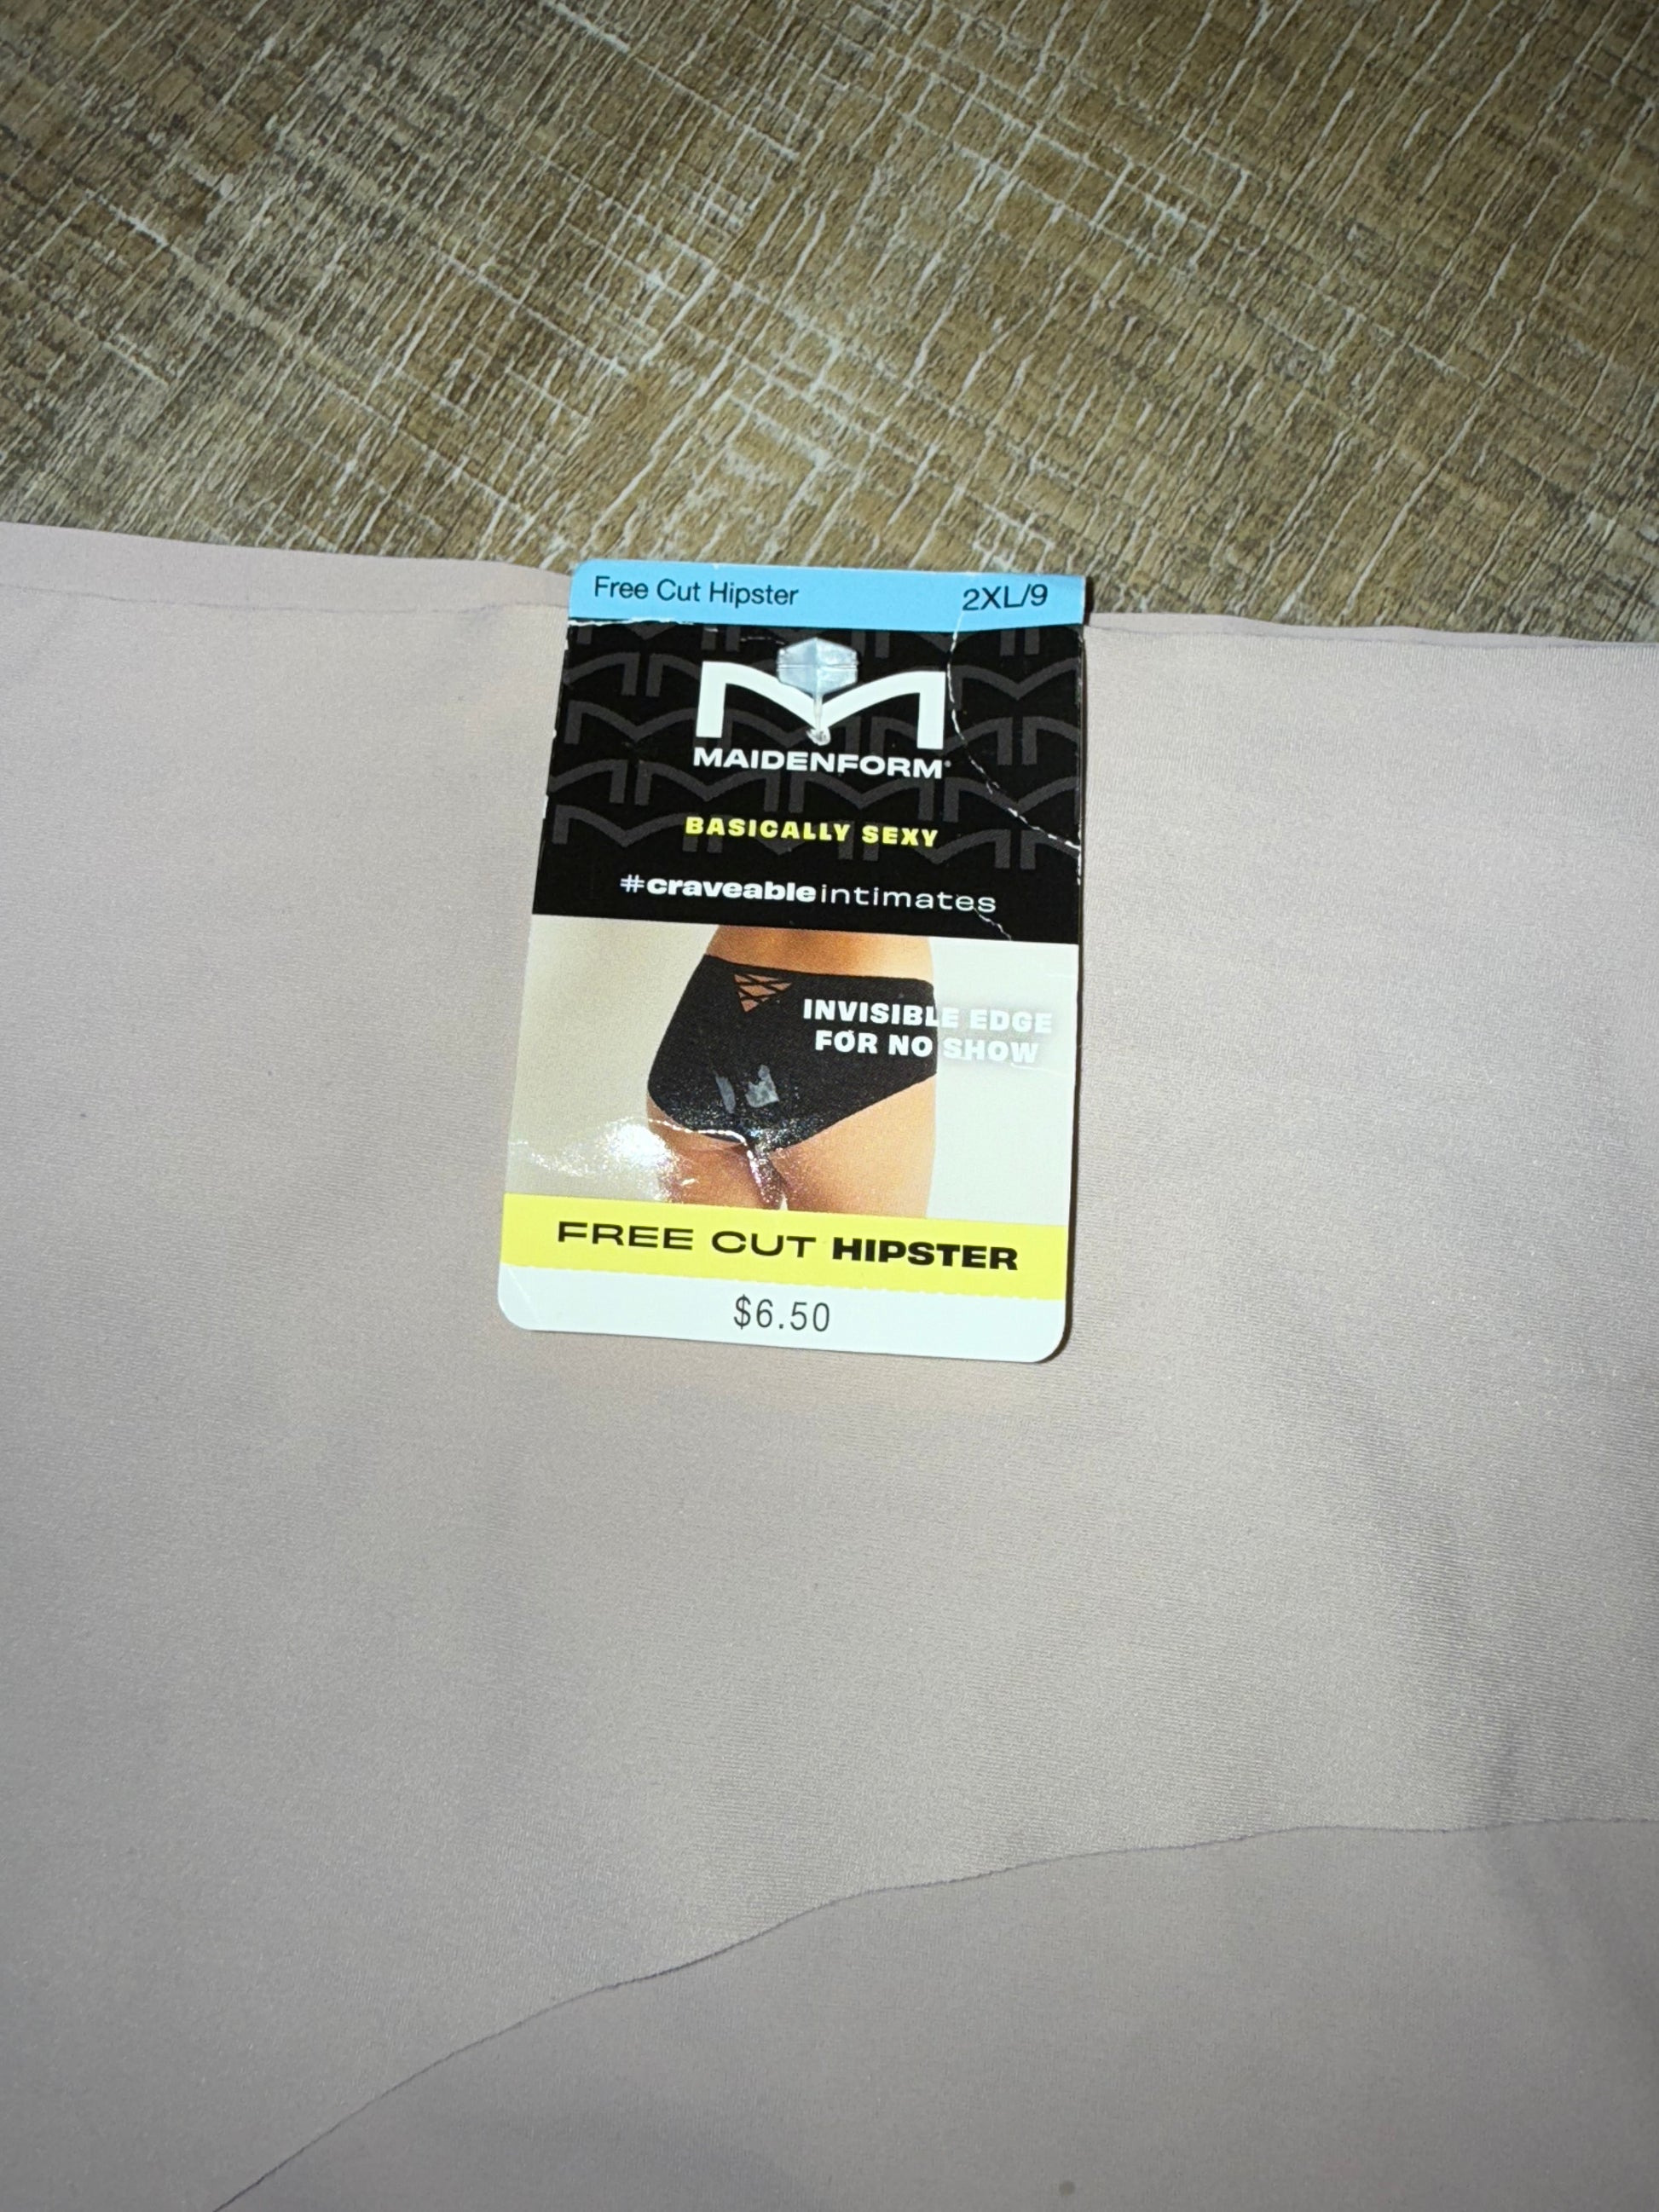 Free Cut Hipster 2XL/9
MAIDENFORM®
BASICALLY SEXY
#craveableintimates
INVISIBLE EDGE
FOR NO SHOW
FREE CUT HIPSTER
$6.50